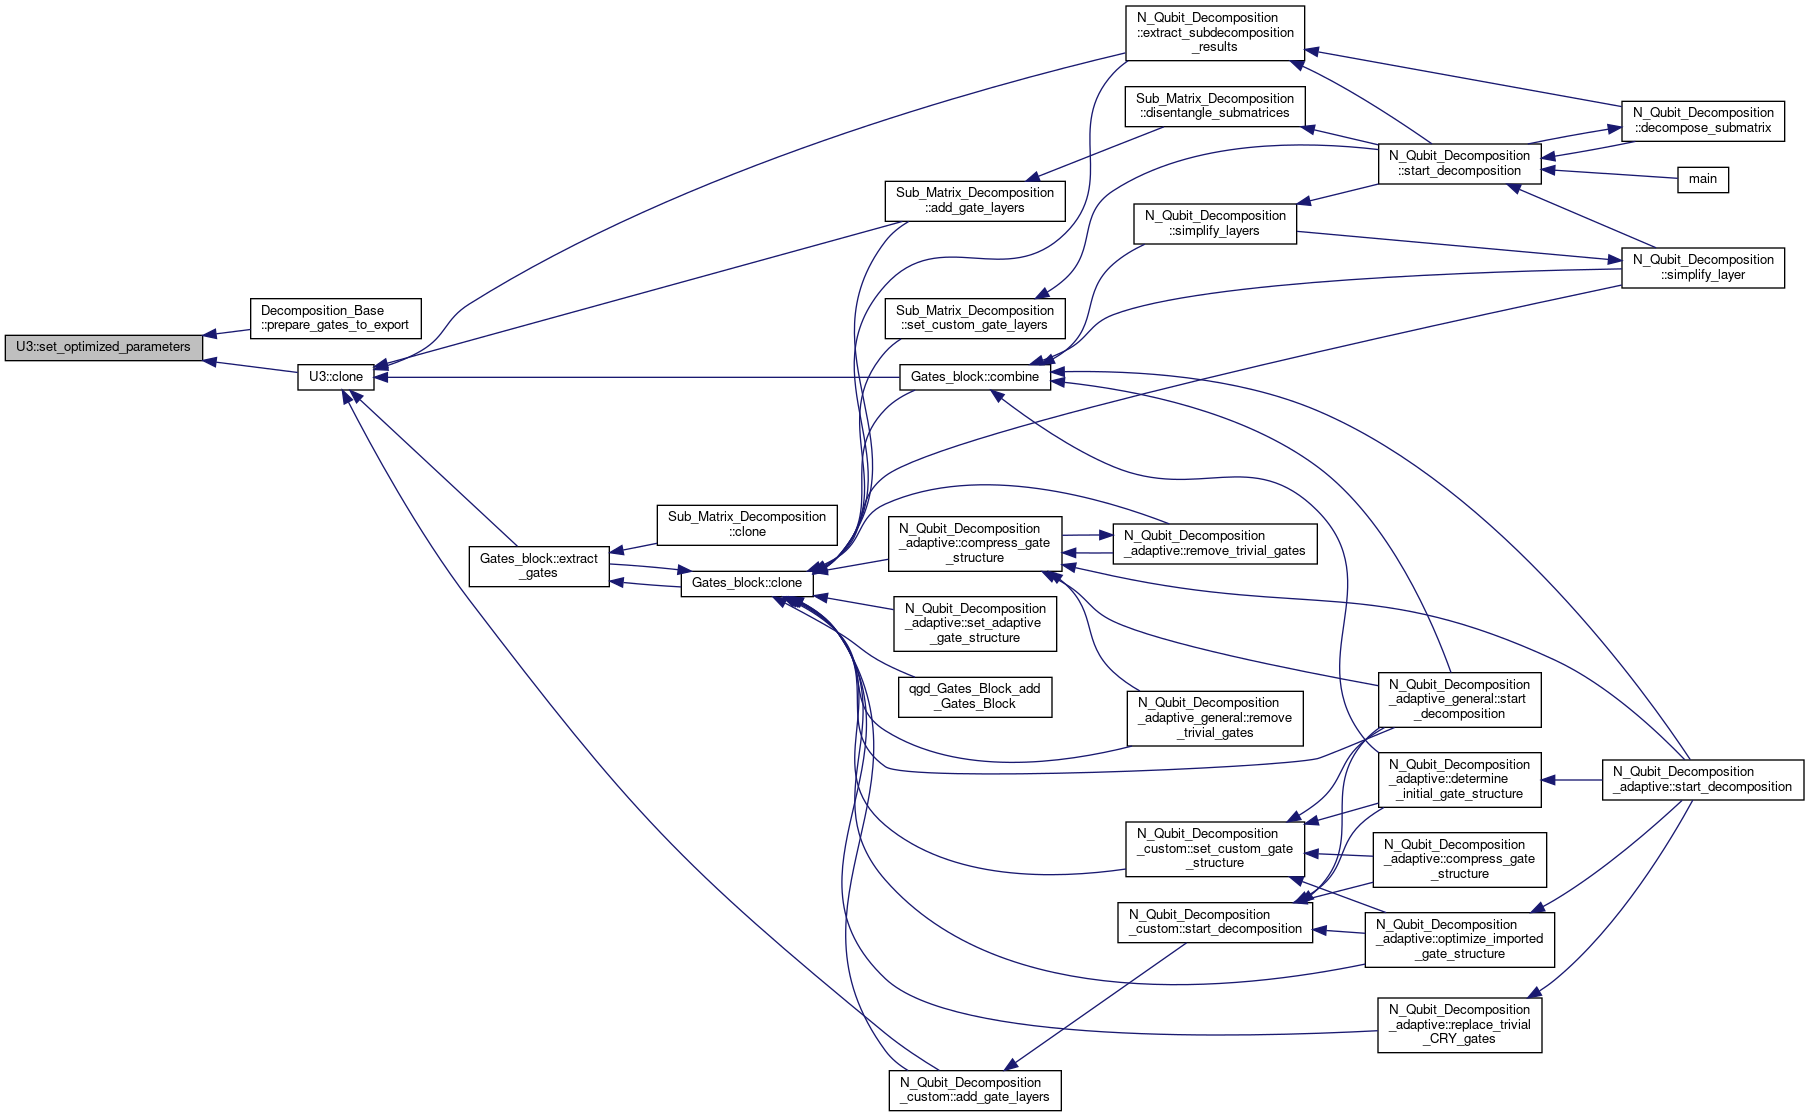 U3::set_optimized_parameters
Decomposition_Base
::prepare_gates_to_export
U3::clone
Gates_block::extract
_gates
Sub_Matrix_Decomposition
::clone
Gates_block::clone
Sub_Matrix_Decomposition
::add_gate_layers
Sub_Matrix_Decomposition
::set_custom_gate_layers
Gates_block::combine
N_Qubit_Decomposition
_adaptive::compress_gate
_structure
N_Qubit_Decomposition
_adaptive::set_adaptive
_gate_structure
qgd_Gates_Block_add
_Gates_Block
N_Qubit_Decomposition
_custom::add_gate_layers
N_Qubit_Decomposition
::extract_subdecomposition
_results
Sub_Matrix_Decomposition
::disentangle_submatrices
N_Qubit_Decomposition
::simplify_layers
N_Qubit_Decomposition
_adaptive::remove_trivial_gates
N_Qubit_Decomposition
_adaptive_general::remove
_trivial_gates
N_Qubit_Decomposition
_custom::set_custom_gate
_structure
N_Qubit_Decomposition
_custom::start_decomposition
N_Qubit_Decomposition
::start_decomposition
N_Qubit_Decomposition
_adaptive_general::start
_decomposition
N_Qubit_Decomposition
_adaptive::determine
_initial_gate_structure
N_Qubit_Decomposition
_adaptive::compress_gate
_structure
N_Qubit_Decomposition
_adaptive::optimize_imported
_gate_structure
N_Qubit_Decomposition
_adaptive::replace_trivial
_CRY_gates
N_Qubit_Decomposition
::decompose_submatrix
main
N_Qubit_Decomposition
::simplify_layer
N_Qubit_Decomposition
_adaptive::start_decomposition